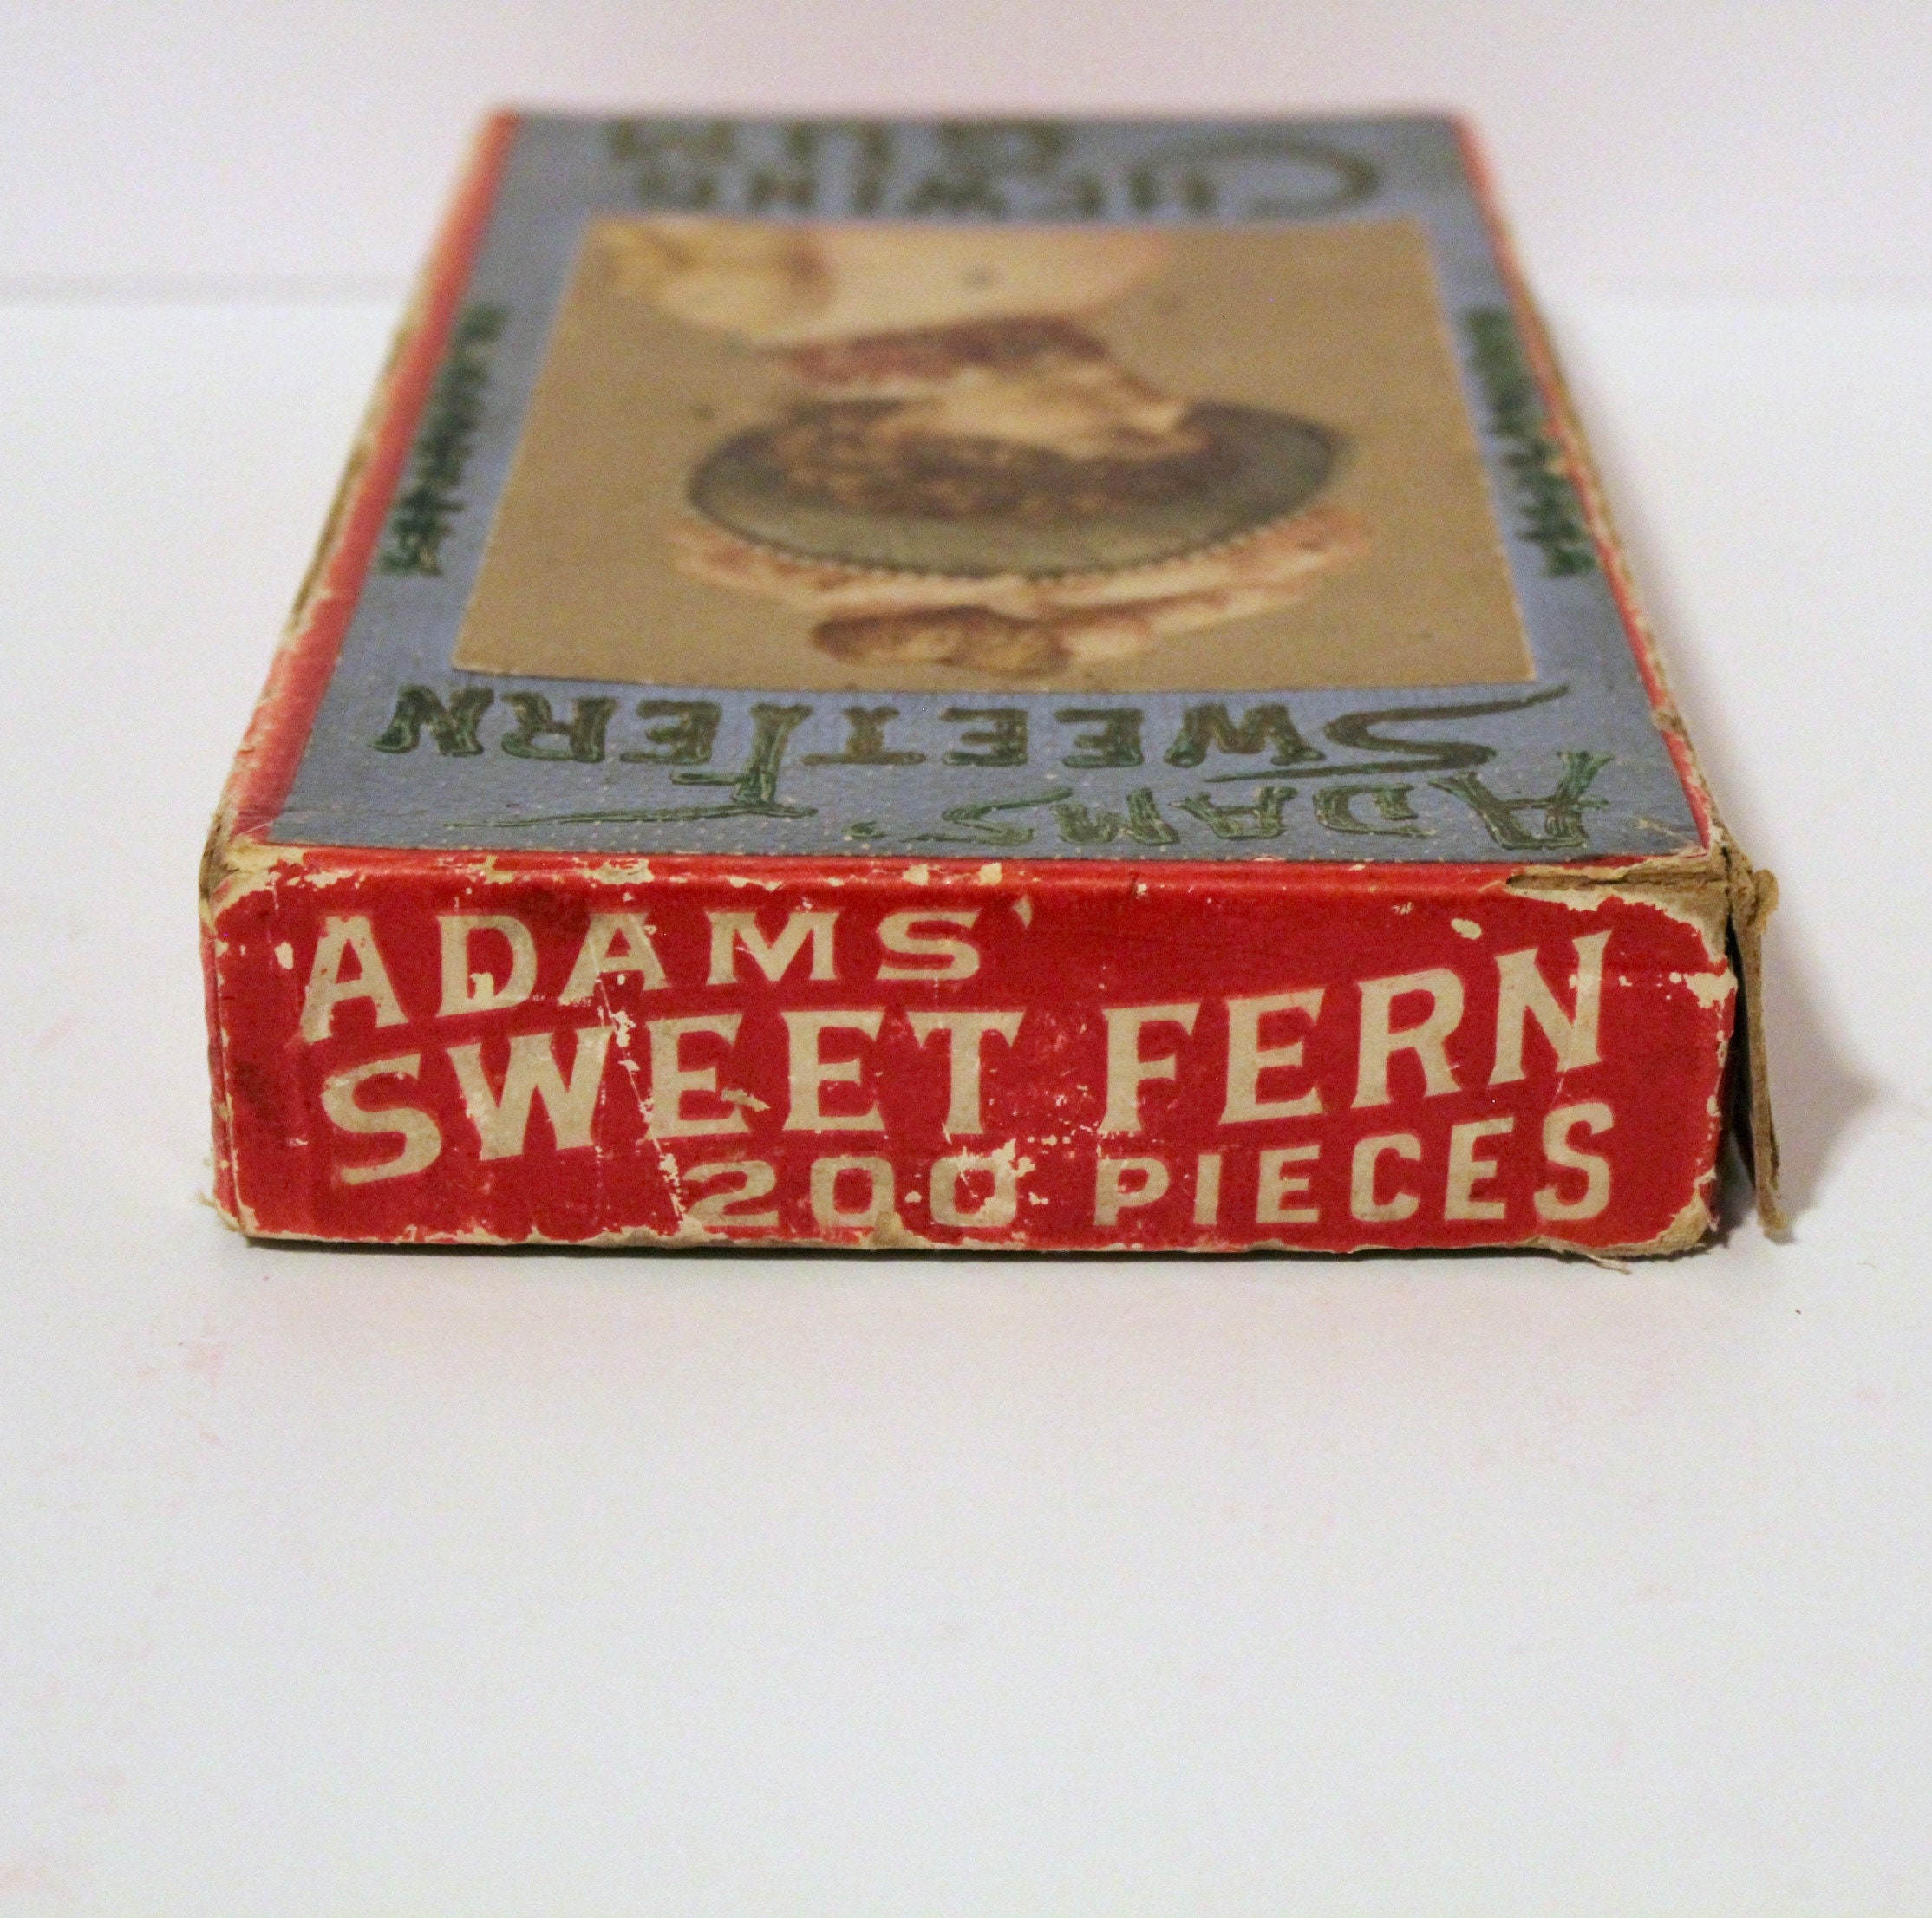 ADAMS'
SWEET FERN
200 PIECES
ADAMS'
SWEET FERN
CHEWING
GUM